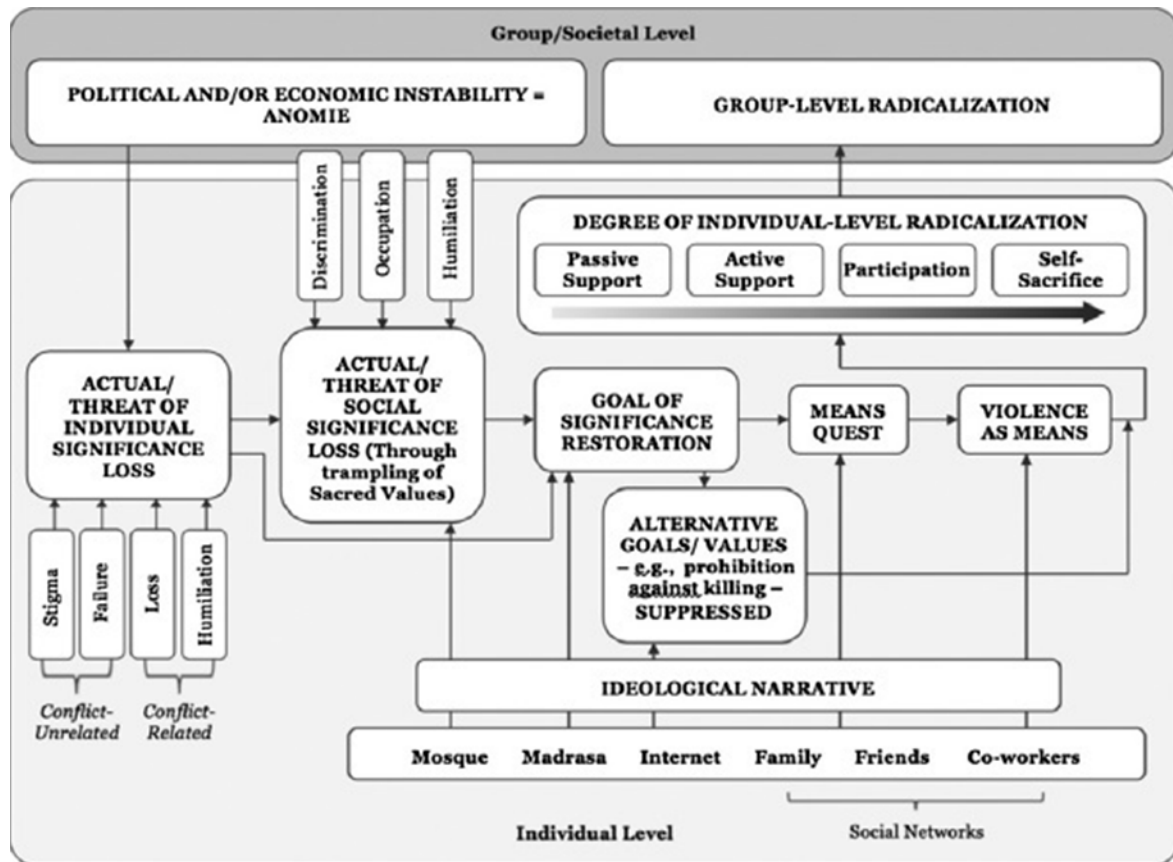 Group/Societal Level
POLITICAL AND/OR ECONOMIC INSTABILITY =
ANOMIE
GROUP-LEVEL RADICALIZATION
Discrimination
Occupation
Humiliation
DEGREE OF INDIVIDUAL-LEVEL RADICALIZATION
Passive
Support
Active
Support
Participation
Self-
Sacrifice
ACTUAL/
THREAT OF
INDIVIDUAL
SIGNIFICANCE
LOSS
ACTUAL/
THREAT OF
SOCIAL
SIGNIFICANCE
LOSS (Through
trampling of
Sacred Values)
GOAL OF
SIGNIFICANCE
RESTORATION
MEANS
QUEST
VIOLENCE
AS MEANS
ALTERNATIVE
GOALS/ VALUES
– e.g., prohibition
against killing –
SUPPRESSED
Stigma
Failure
Loss
Humiliation
Conflict-
Unrelated
Conflict-
Related
IDEOLOGICAL NARRATIVE
Mosque Madrasa Internet Family Friends Co-workers
Individual Level
Social Networks